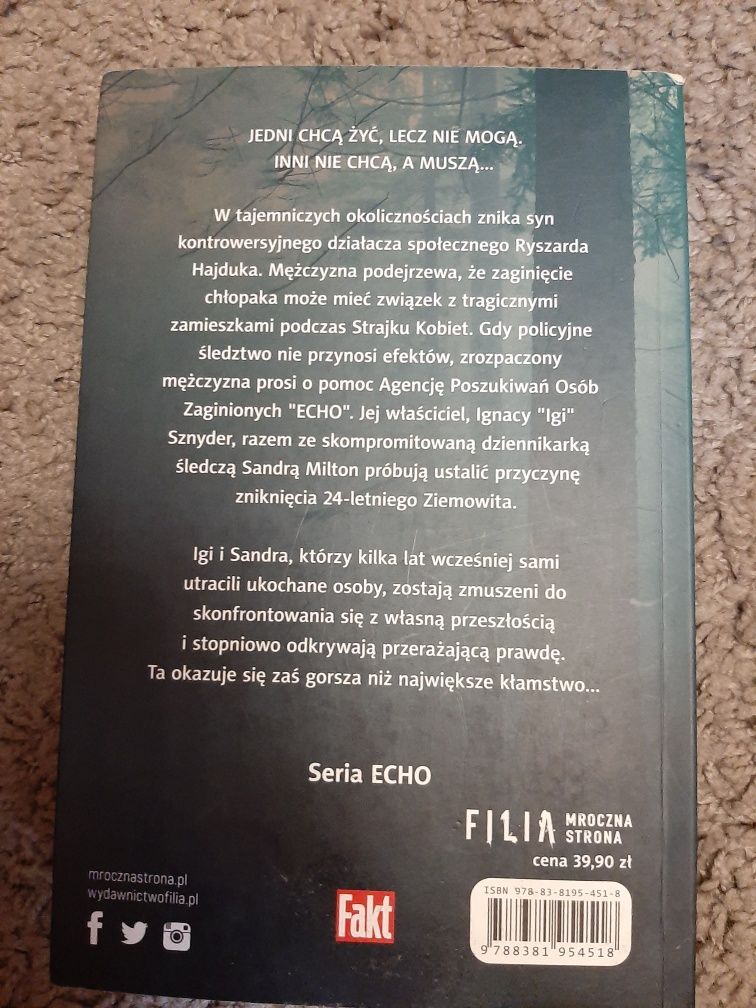 JEDNI CHCĄ ŻYĆ, LECZ NIE MOGĄ.
INNI NIE CHCĄ, A MUSZĄ...
W tajemniczych okolicznościach znika syn
kontrowersyjnego działacza społecznego Ryszarda
Hajduka. Mężczyzna podejrzewa, że zaginięcie
chłopaka może mieć związek z tragicznymi
zamieszkami podczas Strajku Kobiet. Gdy policyjne
śledztwo nie przynosi efektów, zrozpaczony
mężczyzna prosi o pomoc Agencję Poszukiwań Osób
Zaginionych "ECHO". Jej właściciel, Ignacy "Igi"
Sznyder, razem ze skompromitowaną dziennikarką
śledczą Sandrą Milton próbują ustalić przyczynę
zniknięcia 24-letniego Ziemowita.
Igi i Sandra, którzy kilka lat wcześniej sami
utracili ukochane osoby, zostają zmuszeni do
skonfrontowania się z własną przeszłością
i stopniowo odkrywają przerażającą prawdę.
Ta okazuje się zaś gorsza niż największe kłamstwo...
Seria ECHO
FILIA MROCZNA
STRONA
cena 39,90 zł
mrocznastrona.pl
wydawnictwofilia.pl
Fakt
ISBN 978-83-8195-451-8
9 788381 954518